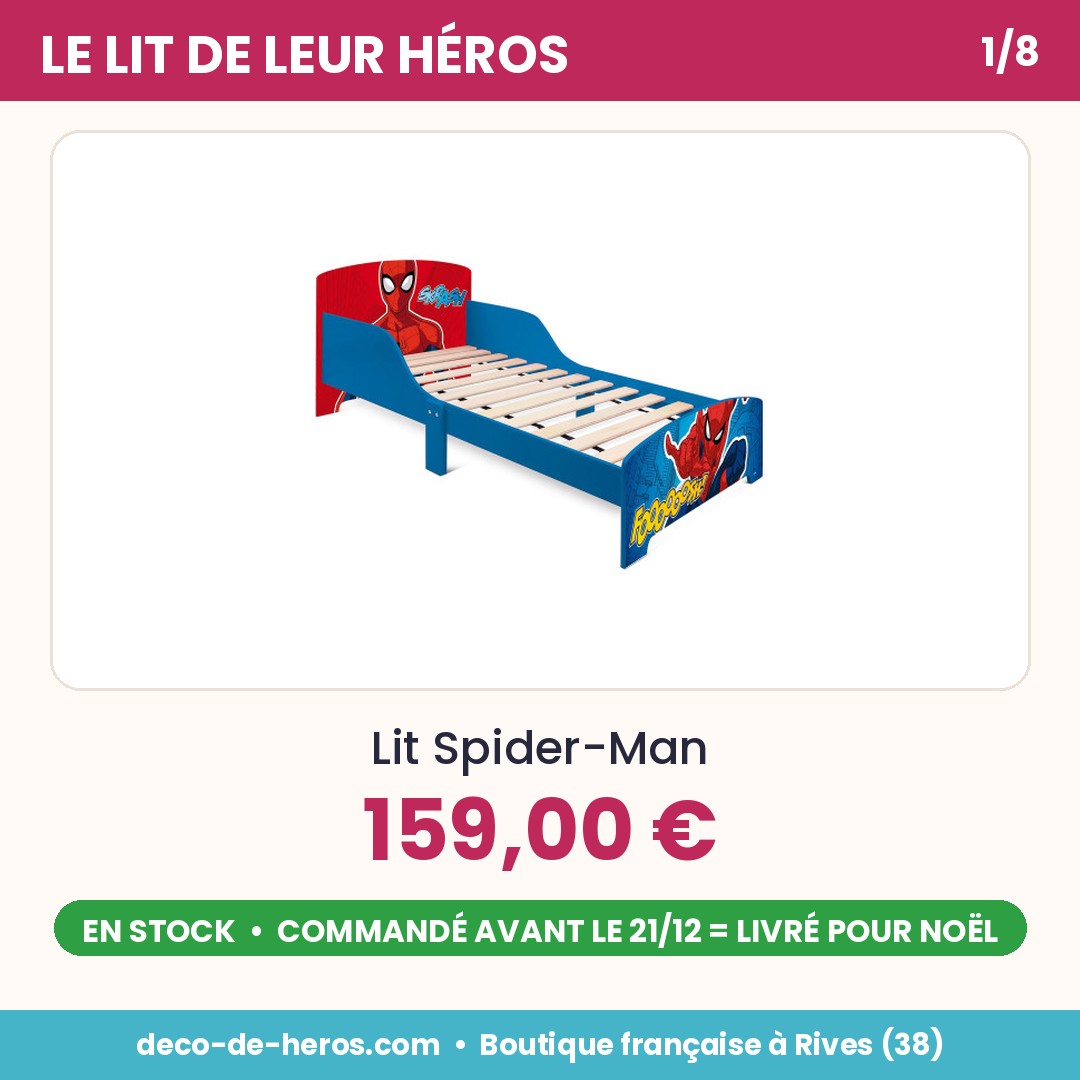 LE LIT DE LEUR HÉROS
1/8
FOOOOOOSH!
Lit Spider-Man
159,00 €
EN STOCK • COMMANDÉ AVANT LE 21/12 = LIVRÉ POUR NOËL
deco-de-heros.com • Boutique française à Rives (38)